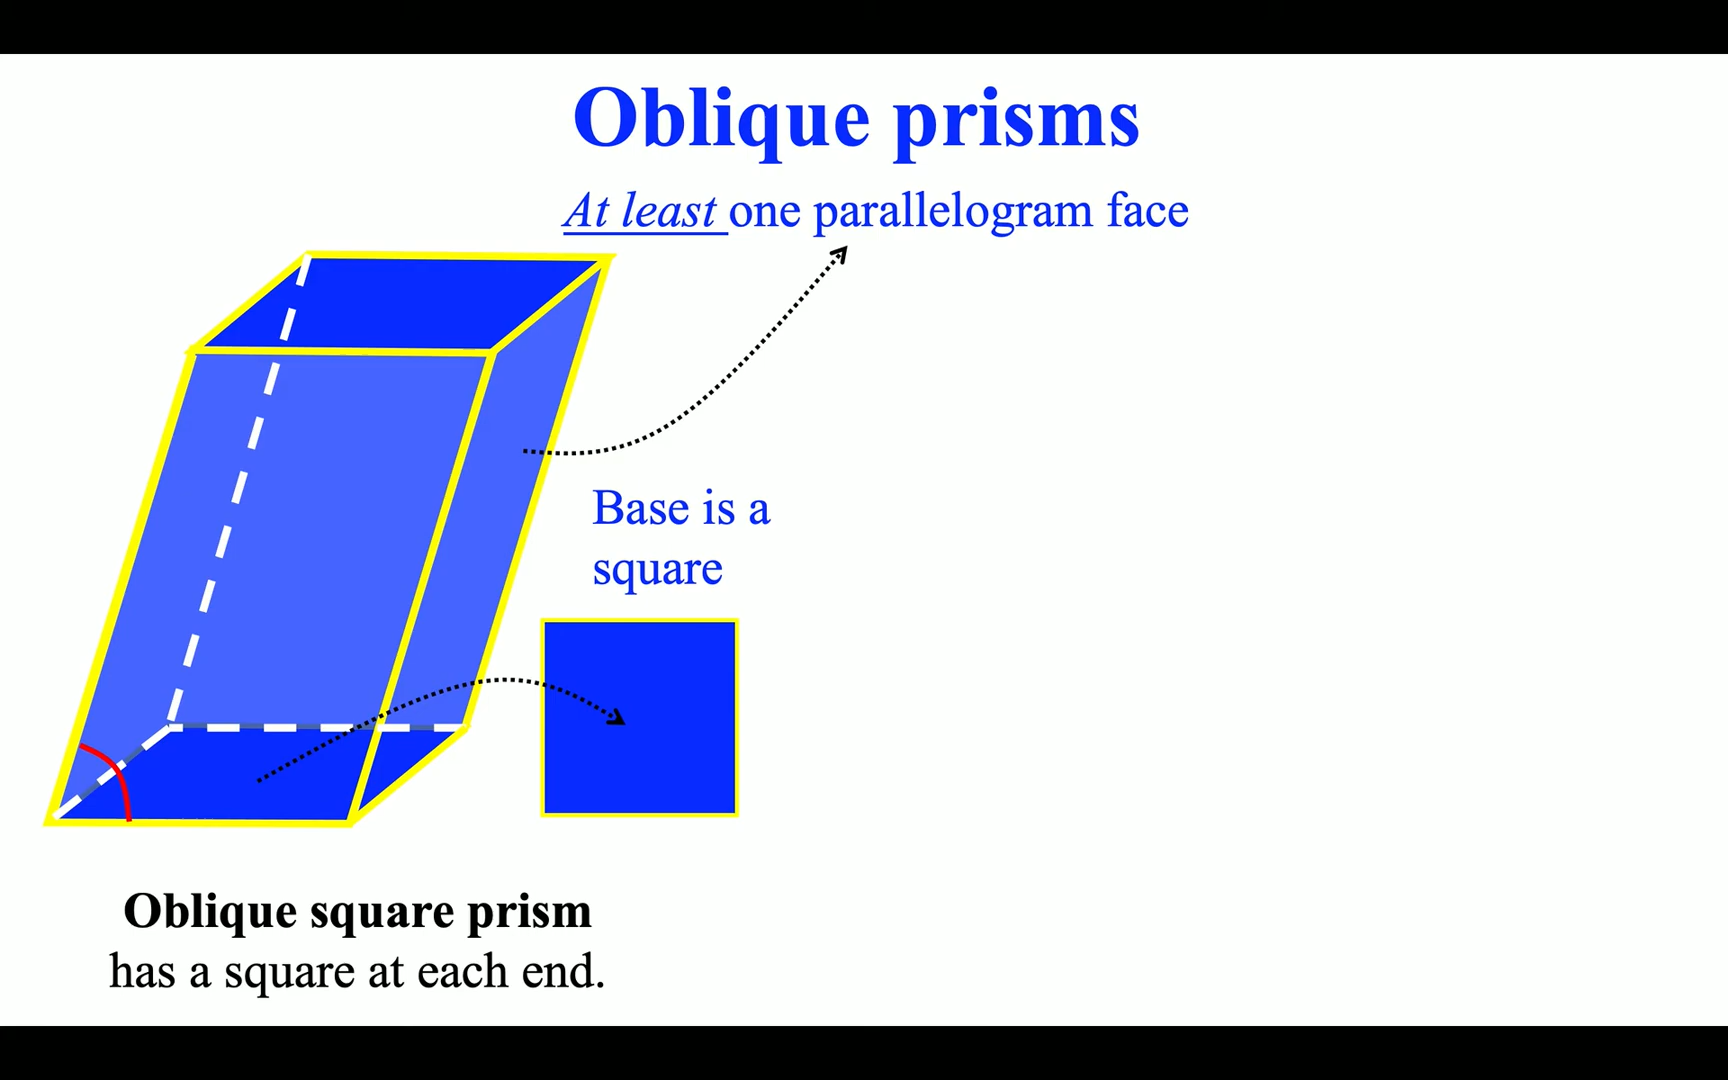 Oblique prisms
At least one parallelogram face
Base is a
square
Oblique square prism
has a square at each end.